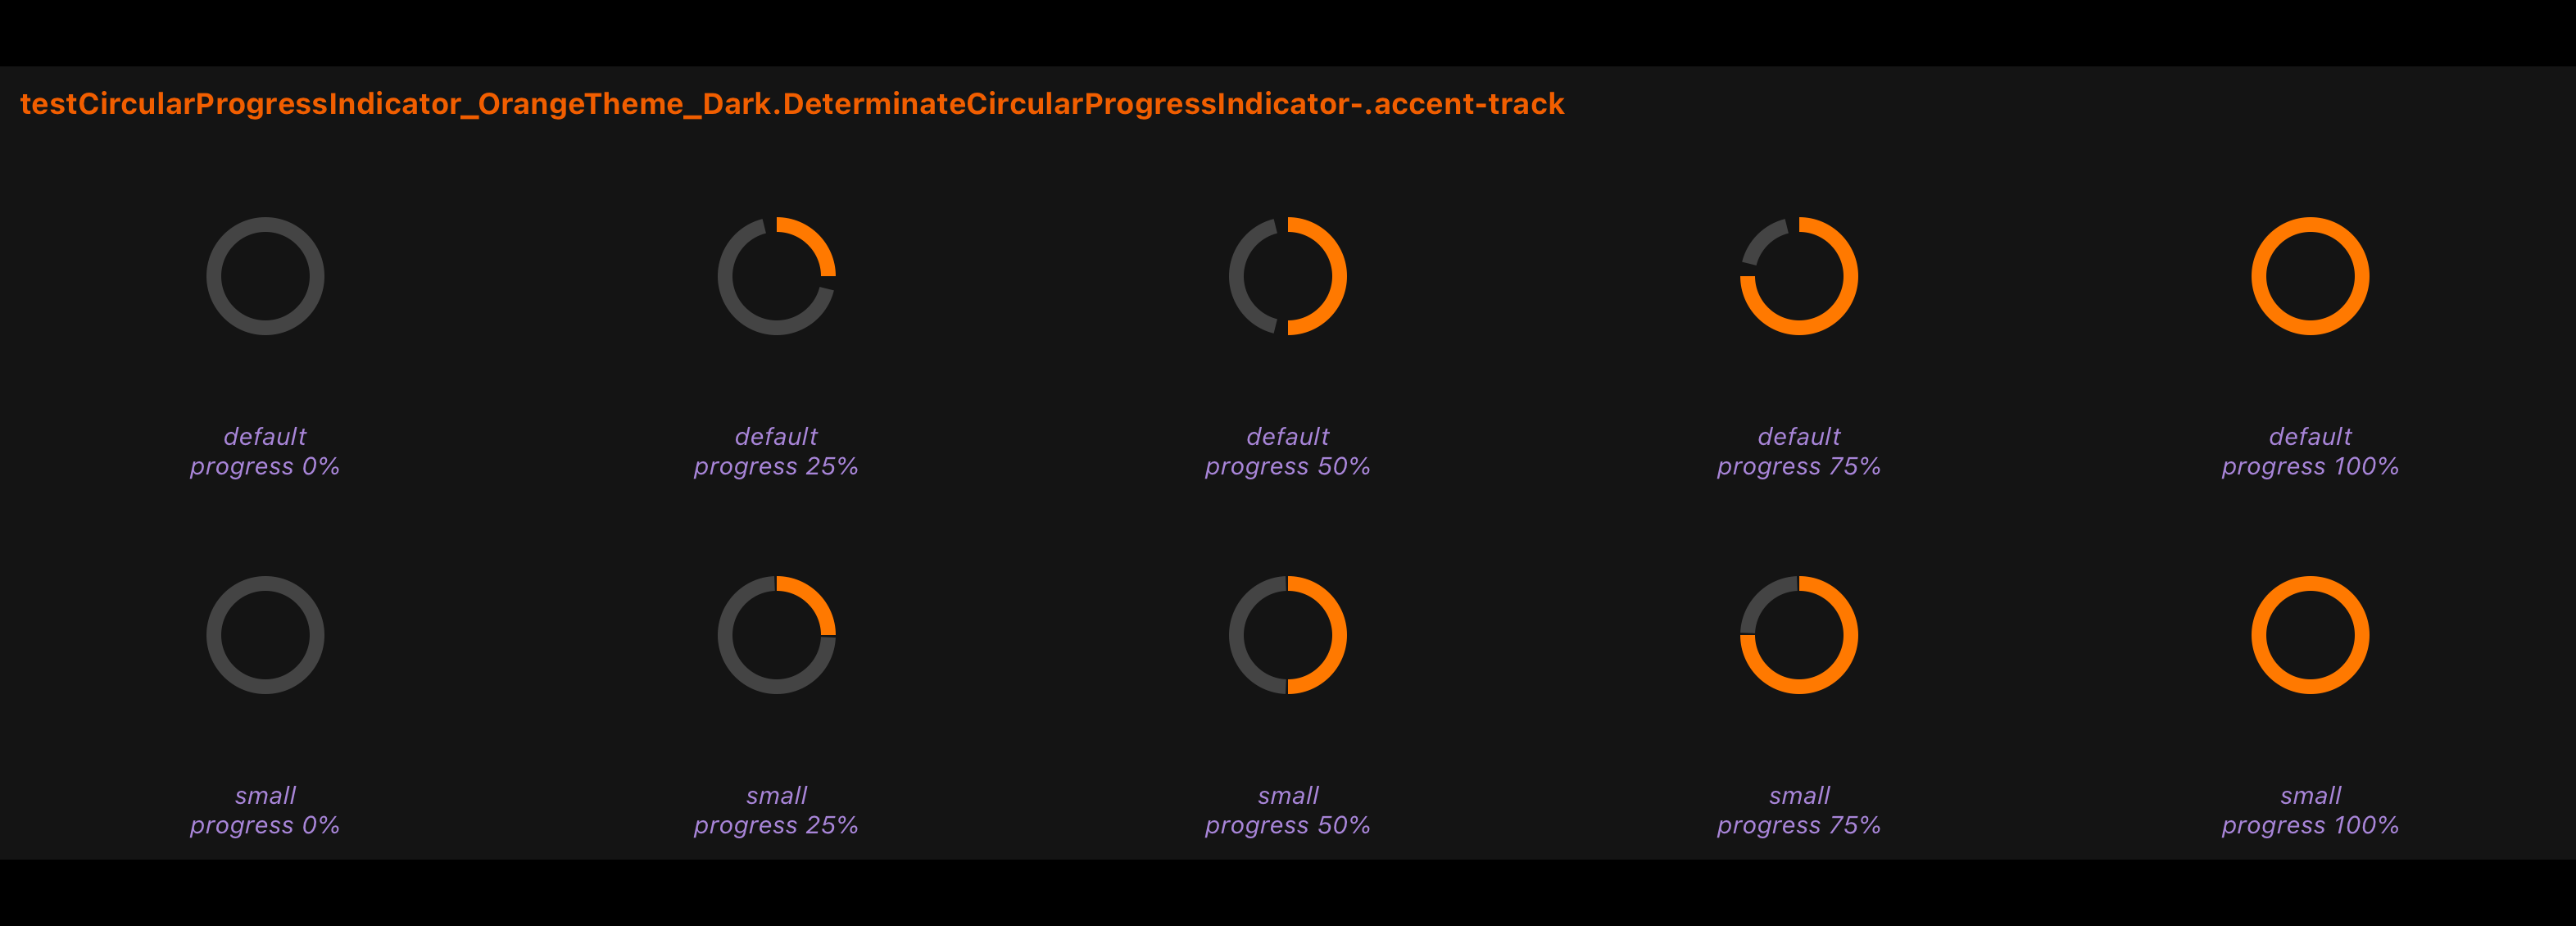 testCircularProgressIndicator_OrangeTheme_Dark.DeterminateCircularProgressIndicator-.accent-track
default
progress 0%
default
progress 25%
default
progress 50%
default
progress 75%
default
progress 100%
small
progress 0%
small
progress 25%
small
progress 50%
small
progress 75%
small
progress 100%